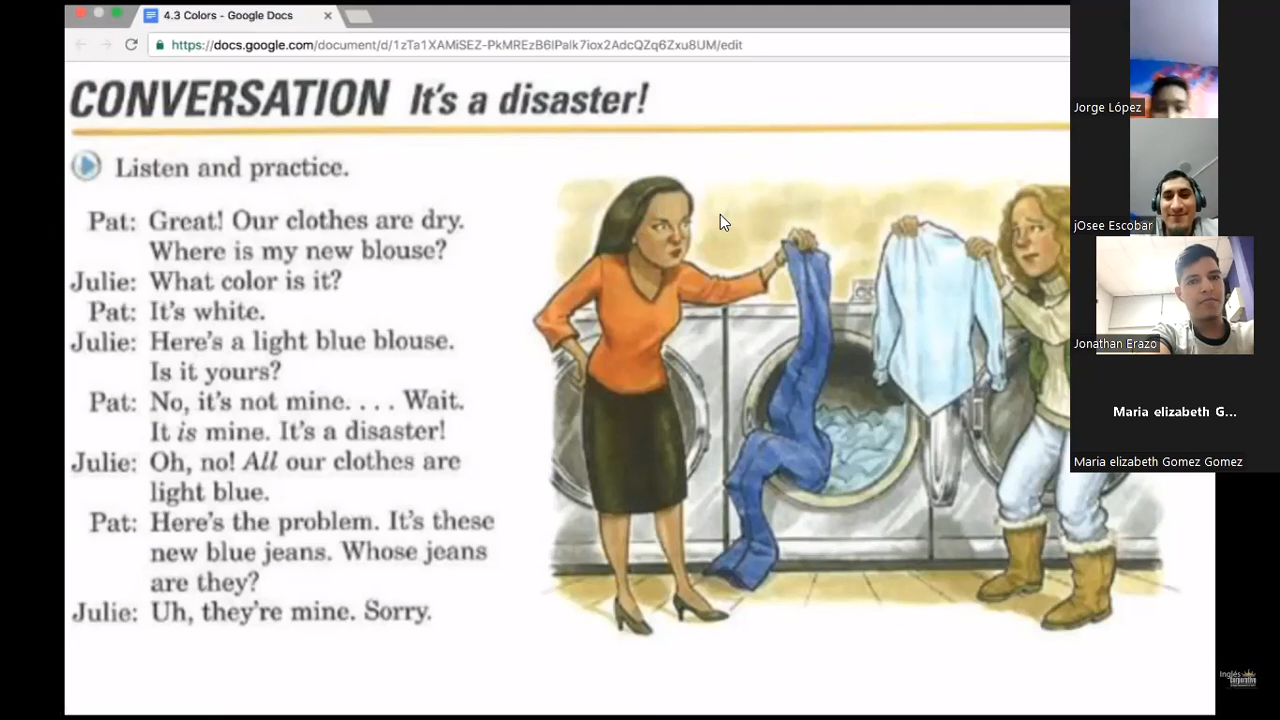 4.3 Colors - Google Docs
https://docs.google.com/document/d/1zTa1XAMiSEZ-PkMREzB6lPalk7iox2AdcQZq6Zxu8UM/edit
CONVERSATION It's a disaster!
Listen and practice.
Pat: Great! Our clothes are dry.
Where is my new blouse?
Julie: What color is it?
Pat: It's white.
Julie: Here's a light blue blouse.
Is it yours?
Pat: No, it's not mine. . . . Wait.
It is mine. It's a disaster!
Julie: Oh, no! All our clothes are
light blue.
Pat: Here's the problem. It's these
new blue jeans. Whose jeans
are they?
Julie: Uh, they're mine. Sorry.
Jorge López
jOsee Escobar
Jonathan Erazo
Maria elizabeth G...
Maria elizabeth Gomez Gomez
Inglés
Corporativo